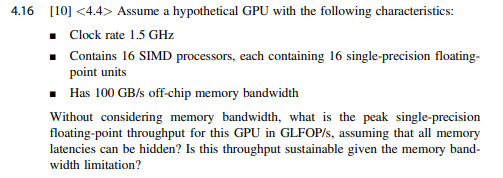 4.16 [10] <4.4> Assume a hypothetical GPU with the following characteristics:
■ Clock rate 1.5 GHz
■ Contains 16 SIMD processors, each containing 16 single-precision floating-
point units
■ Has 100 GB/s off-chip memory bandwidth
Without considering memory bandwidth, what is the peak single-precision
floating-point throughput for this GPU in GLFOP/s, assuming that all memory
latencies can be hidden? Is this throughput sustainable given the memory band-
width limitation?